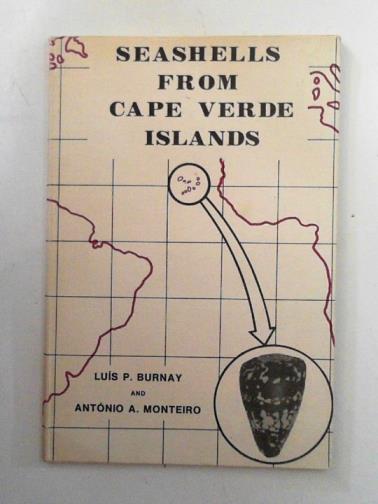 SEASHELLS
FROM
CAPE VERDE
ISLANDS
LUÍS P. BURNAY
AND
ANTÓNIO A. MONTEIRO